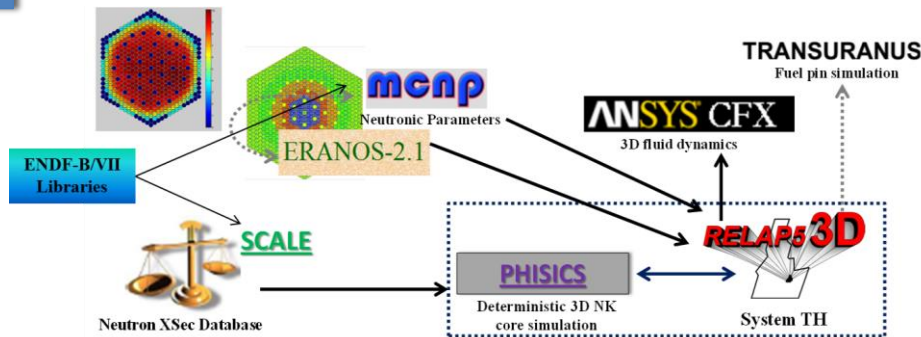 TRANSURANUS
Fuel pin simulation
mcnp
Neutronic Parameters
ANSYS CFX
3D fluid dynamics
ERANOS-2.1
ENDF-B/VII
Libraries
SCALE
Neutron XSec Database
PHISICS
Deterministic 3D NK
core simulation
RELAP5 3D
System TH